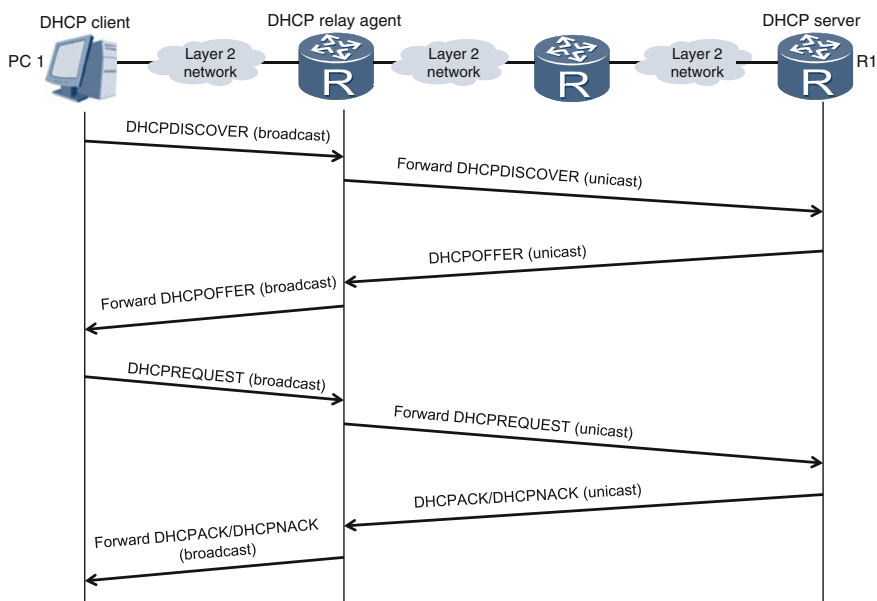 DHCP client
DHCP relay agent
DHCP server
PC 1
Layer 2
network
R
Layer 2
network
R
Layer 2
network
R
R1
DHCPDISCOVER (broadcast)
Forward DHCPDISCOVER (unicast)
DHCPOFFER (unicast)
Forward DHCPOFFER (broadcast)
DHCPREQUEST (broadcast)
Forward DHCPREQUEST (unicast)
DHCPACK/DHCPNACK (unicast)
Forward DHCPACK/DHCPNACK
(broadcast)